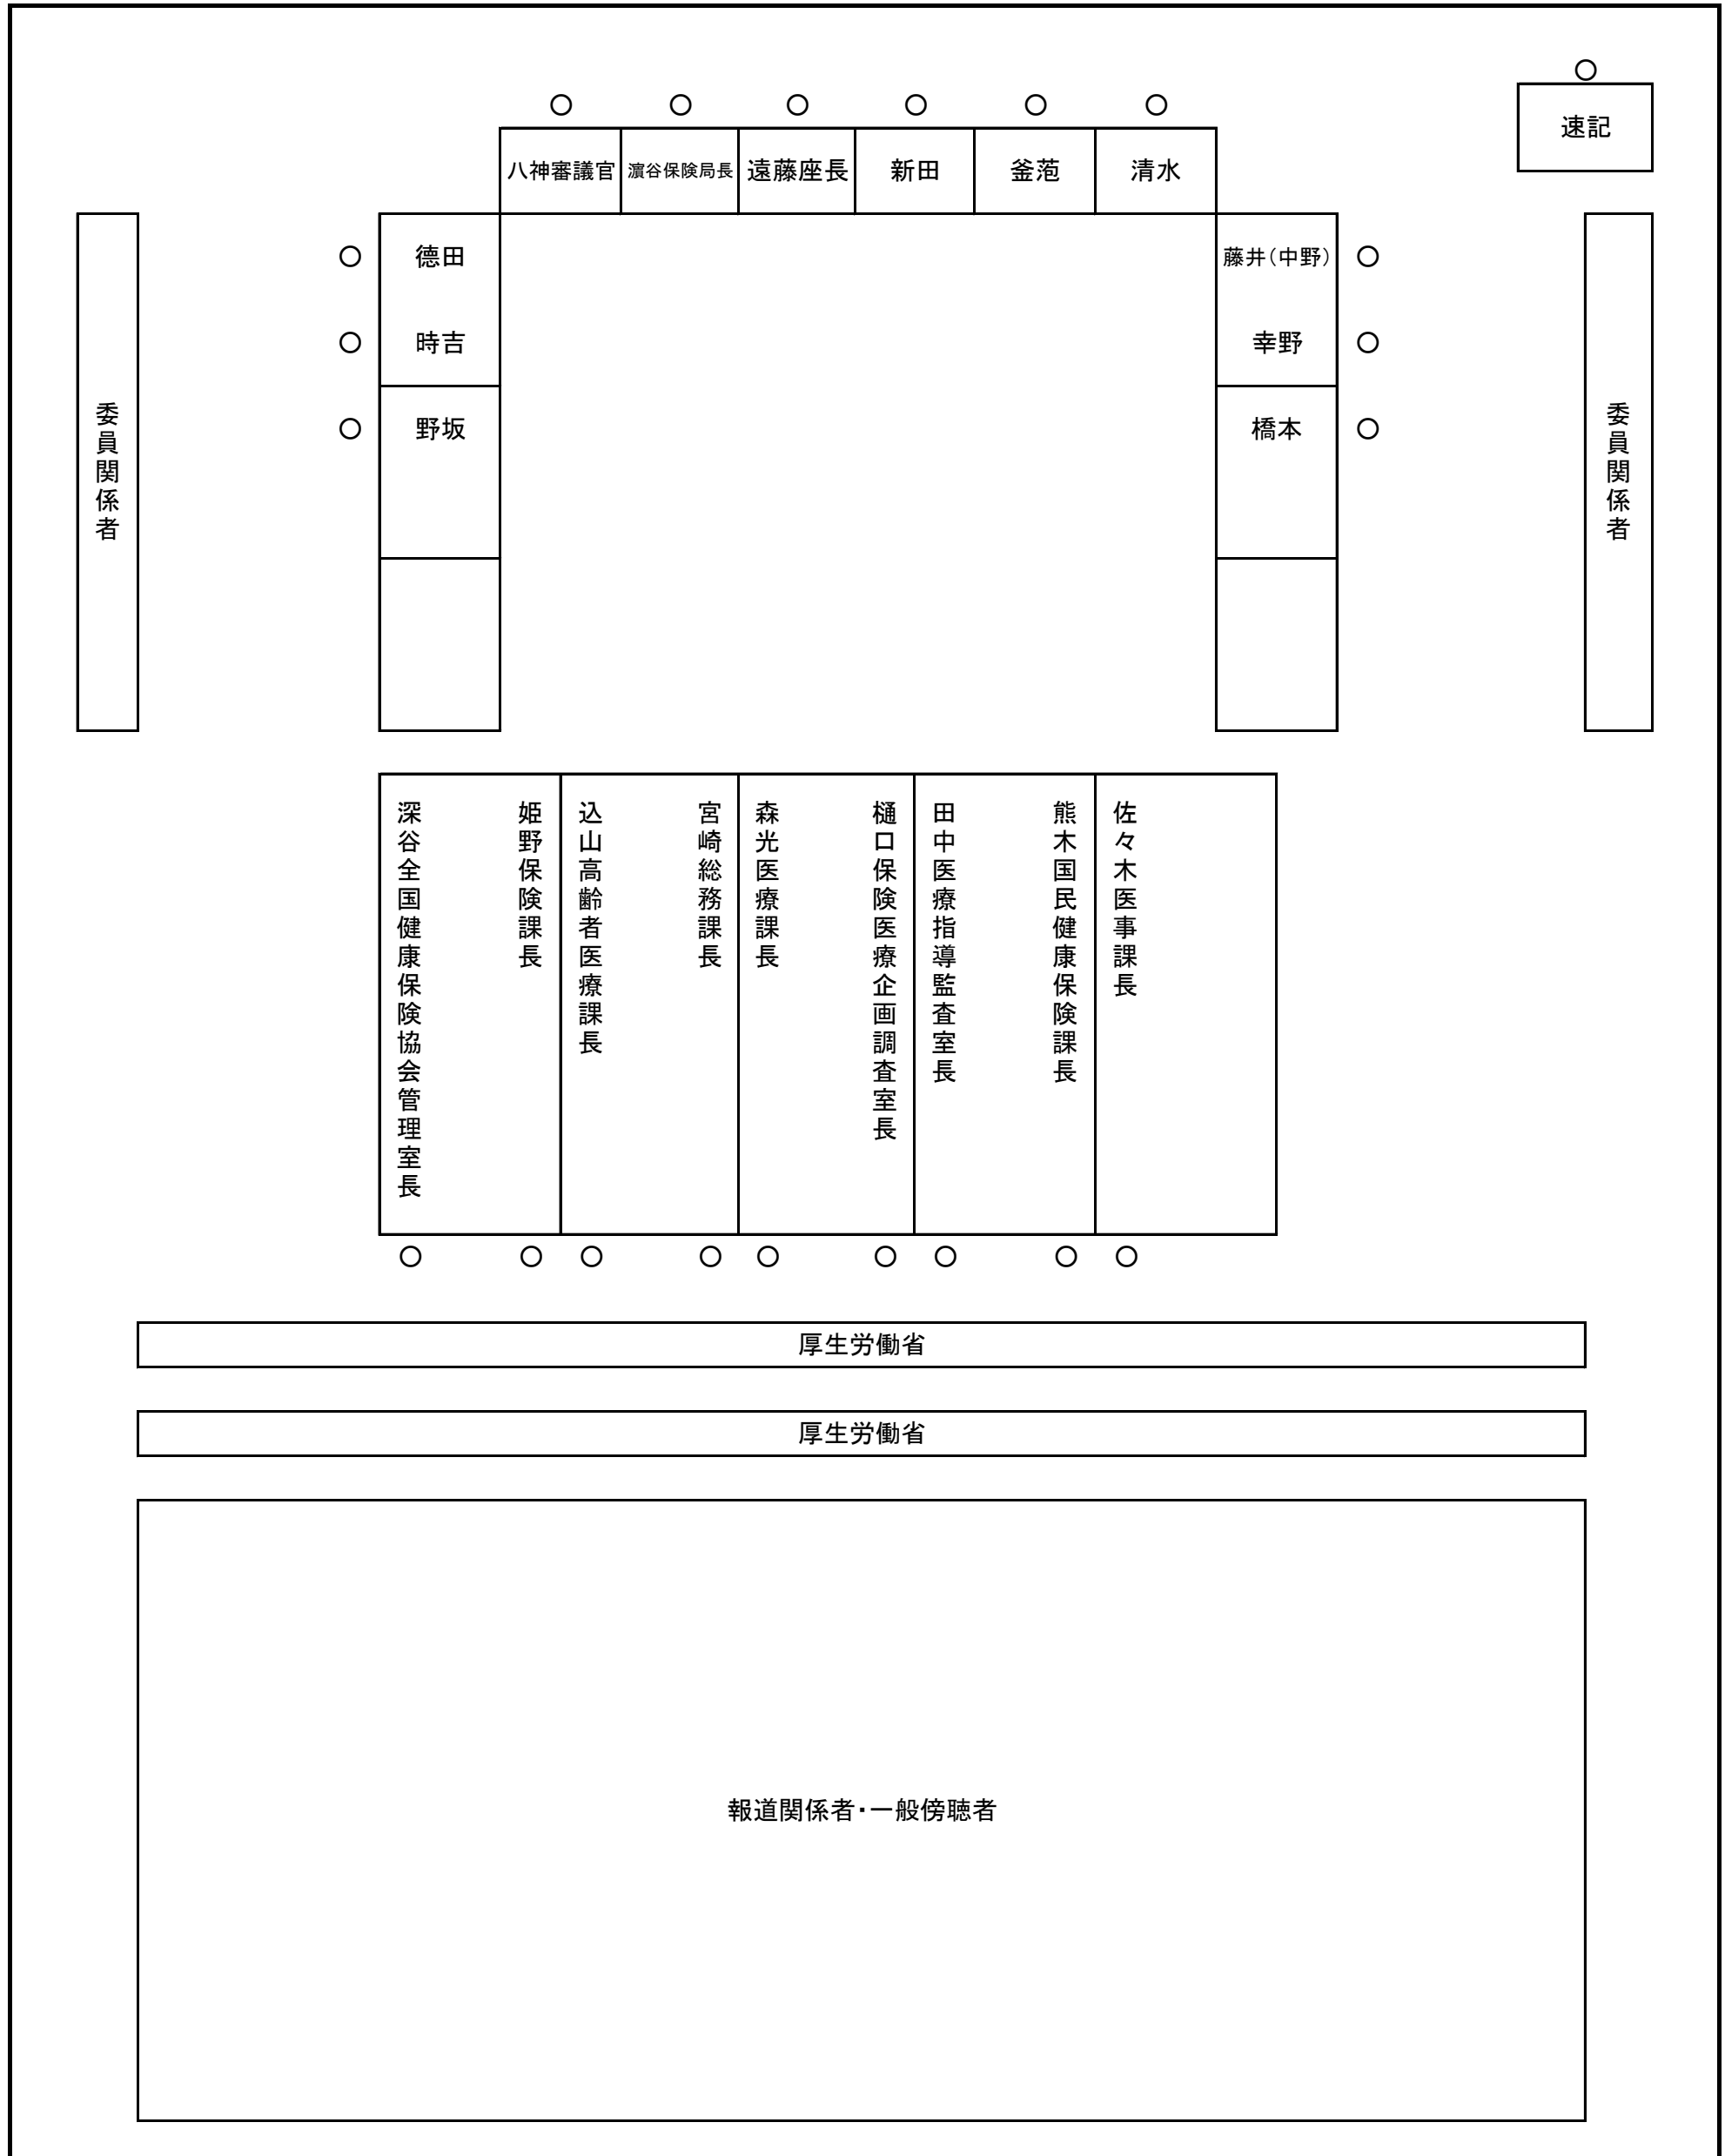 速記
八神審議官
濵谷保険局長
遠藤座長
新田
釜萢
清水
德田
時吉
野坂
藤井（中野）
幸野
橋本
委員関係者
委員関係者
深谷全国健康保険協会管理室長
姫野保険課長
込山高齢者医療課長
宮崎総務課長
森光医療課長
樋口保険医療企画調査室長
田中医療指導監査室長
熊木国民健康保険課長
佐々木医事課長
厚生労働省
厚生労働省
報道関係者・一般傍聴者